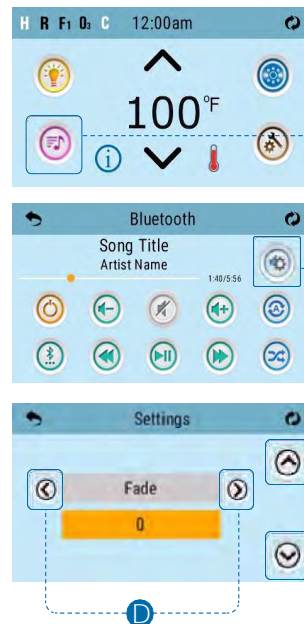 H R F1 O3 C 12:00am
100°F
i
Bluetooth
Song Title
Artist Name
1:40/5:56
A
Settings
Fade
0
D